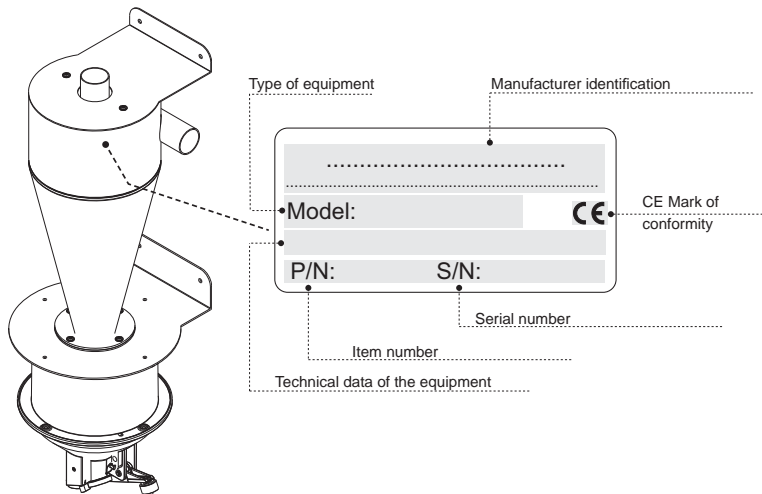 Type of equipment
Manufacturer identification
Model:
CE
CE Mark of
conformity
P/N:
S/N:
Serial number
Item number
Technical data of the equipment